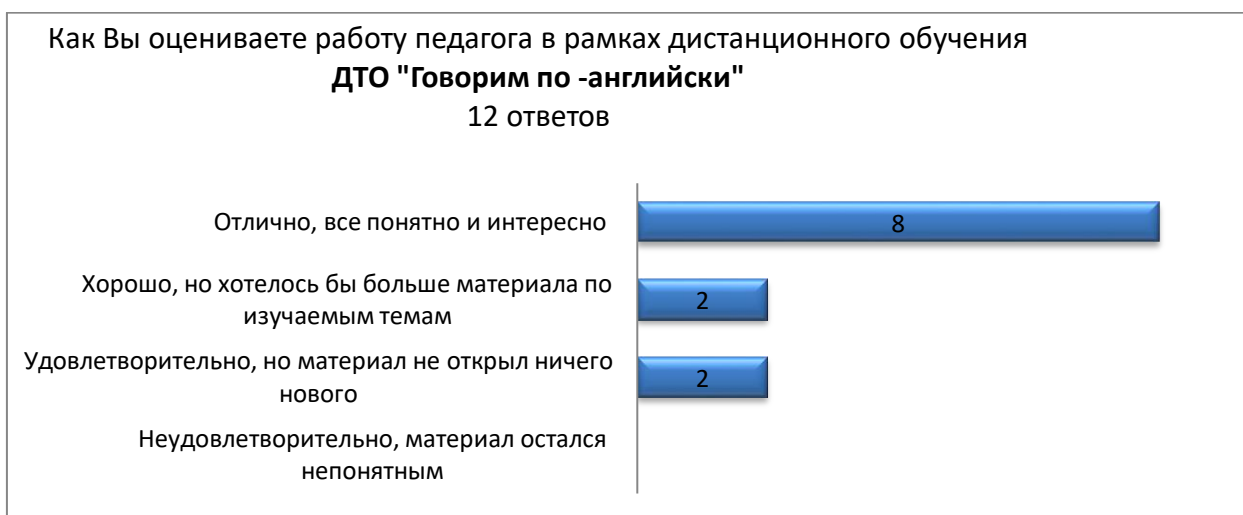 Как Вы оцениваете работу педагога в рамках дистанционного обучения
ДТО "Говорим по -английски"
12 ответов
Отлично, все понятно и интересно
8
Хорошо, но хотелось бы больше материала по
изучаемым темам
2
Удовлетворительно, но материал не открыл ничего
нового
2
Неудовлетворительно, материал остался
непонятным